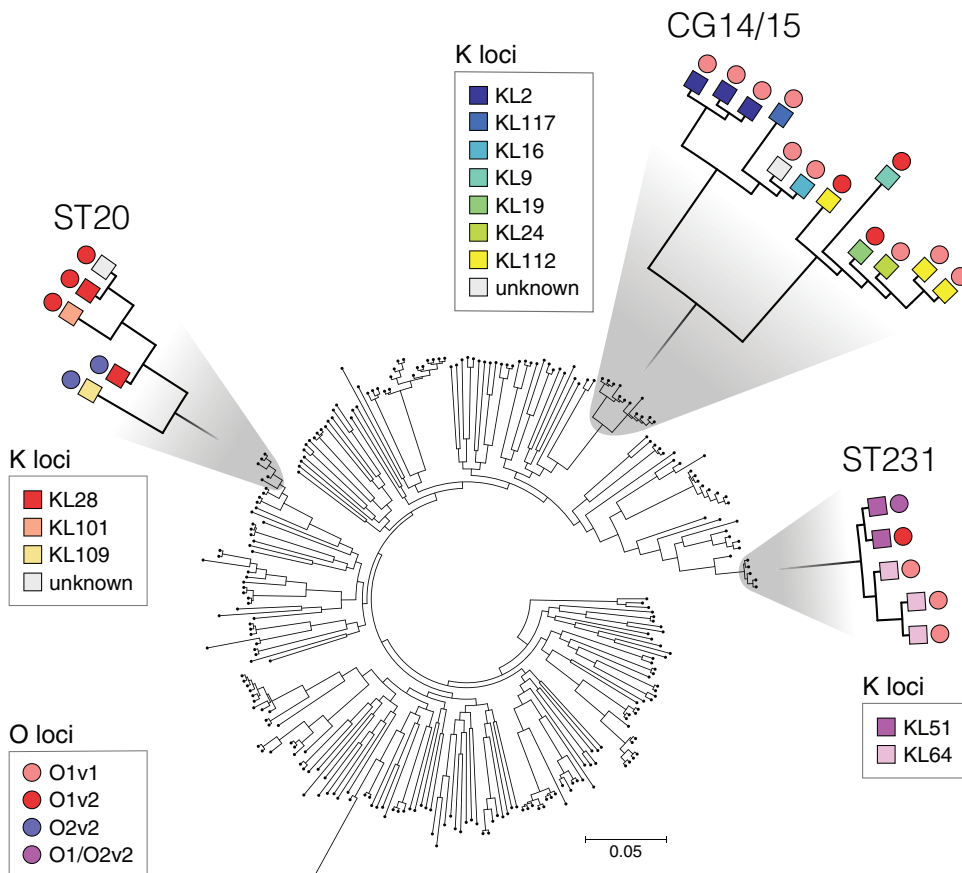 CG14/15
K loci
KL2
KL117
KL16
KL9
KL19
KL24
KL112
unknown
ST20
K loci
KL28
KL101
KL109
unknown
ST231
K loci
KL51
KL64
O loci
O1v1
O1v2
O2v2
O1/O2v2
0.05